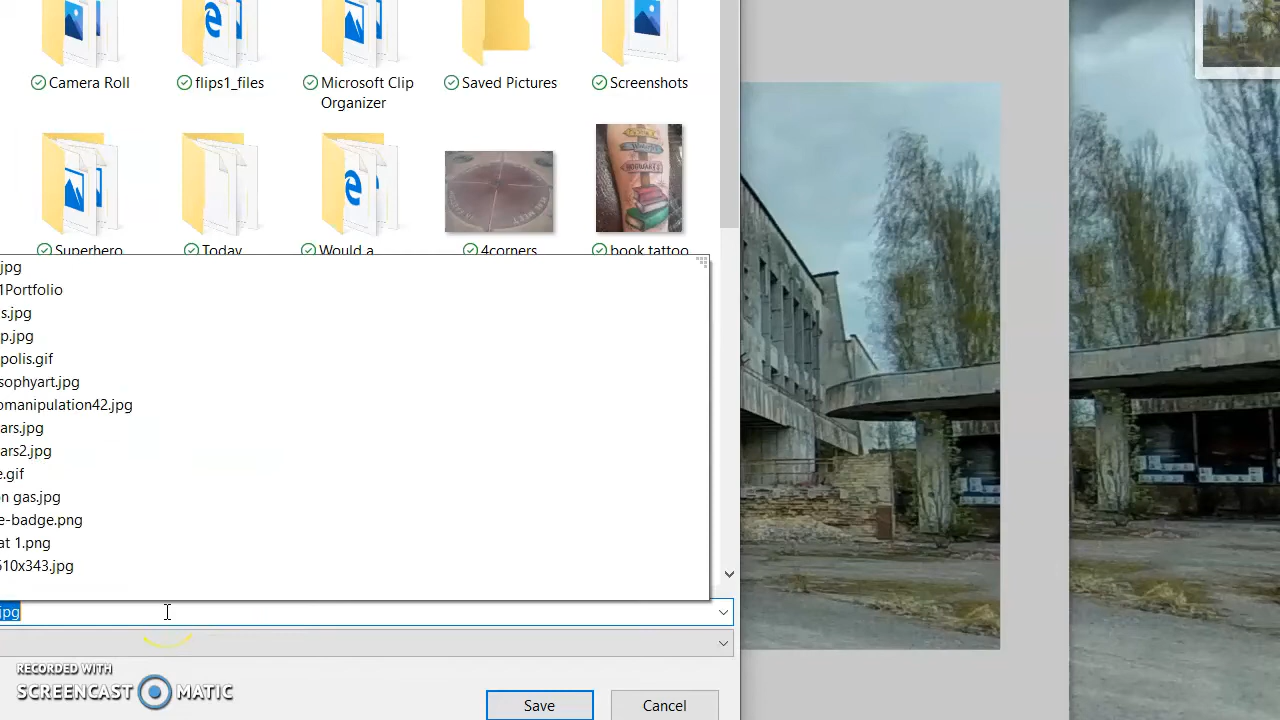 Camera Roll
flips1_files
Microsoft Clip
Organizer
Saved Pictures
Screenshots
Superhero
Today
Would a
4corners
book tattoo
jpg
1Portfolio
s.jpg
p.jpg
polis.gif
sophyart.jpg
omanipulation42.jpg
ars.jpg
ars2.jpg
e.gif
n gas.jpg
e-badge.png
at 1.png
510x343.jpg
jpg
RECORDED WITH
SCREENCAST MATIC
Save
Cancel